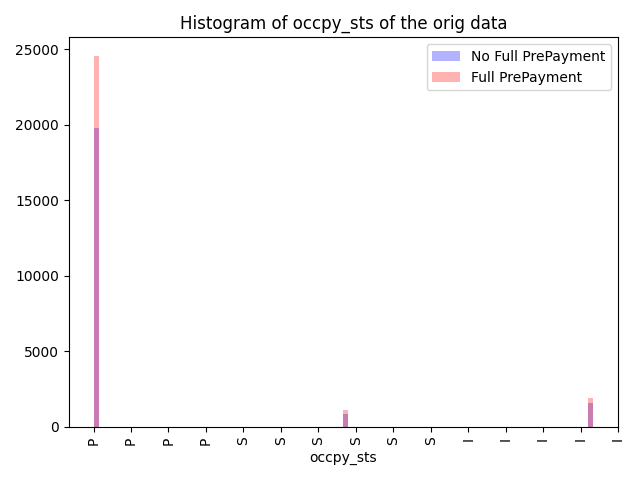 Histogram of occpy_sts of the orig data
No Full PrePayment
Full PrePayment
25000
20000
15000
10000
5000
0
P P P P S S S S S S I I I I I
occpy_sts